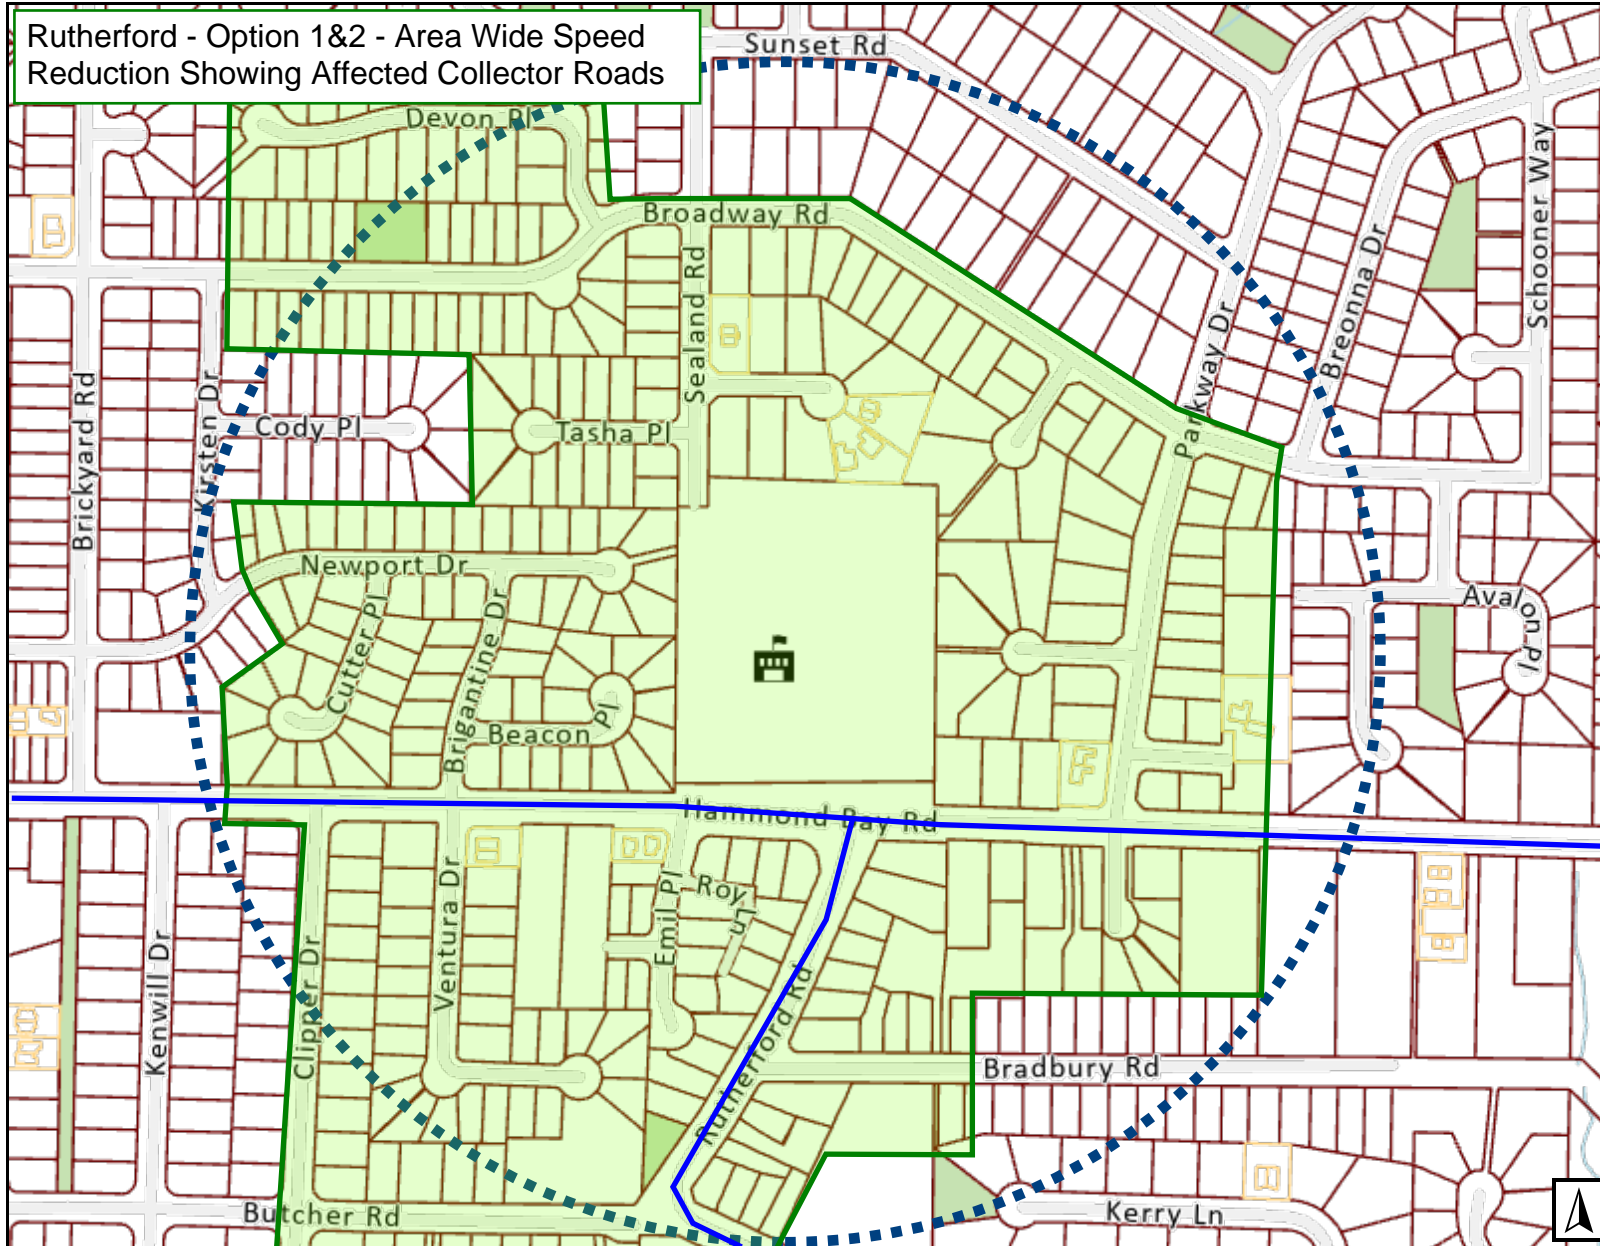 Rutherford - Option 1&2 - Area Wide Speed
Reduction Showing Affected Collector Roads
Sunset Rd
Devon Pl
Broadway Rd
Sealand Rd
Schooner Way
Breonna Dr
Parkway Dr
Brickyard Rd
Kirsten Dr
Cody Pl
Tasha Pl
Newport Dr
Cutter Pl
Brigantine Dr
Beacon Pl
Avalon Pl
Hammond Bay Rd
Roy Ln
Emil Pl
Ventura Dr
Clipper Dr
Kenwill Dr
Rutherford Rd
Bradbury Rd
Butcher Rd
Kerry Ln